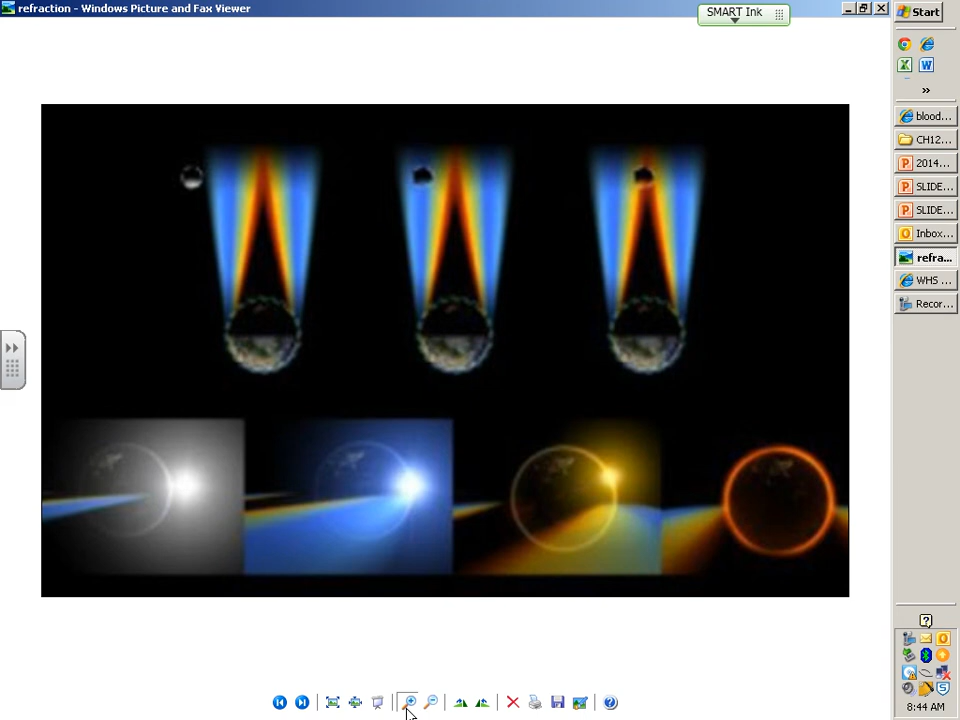 refraction - Windows Picture and Fax Viewer
SMART Ink
Start
blood...
CH12...
2014...
SLIDE...
SLIDE...
Inbox...
refra...
WHS ...
Recor...
8:44 AM